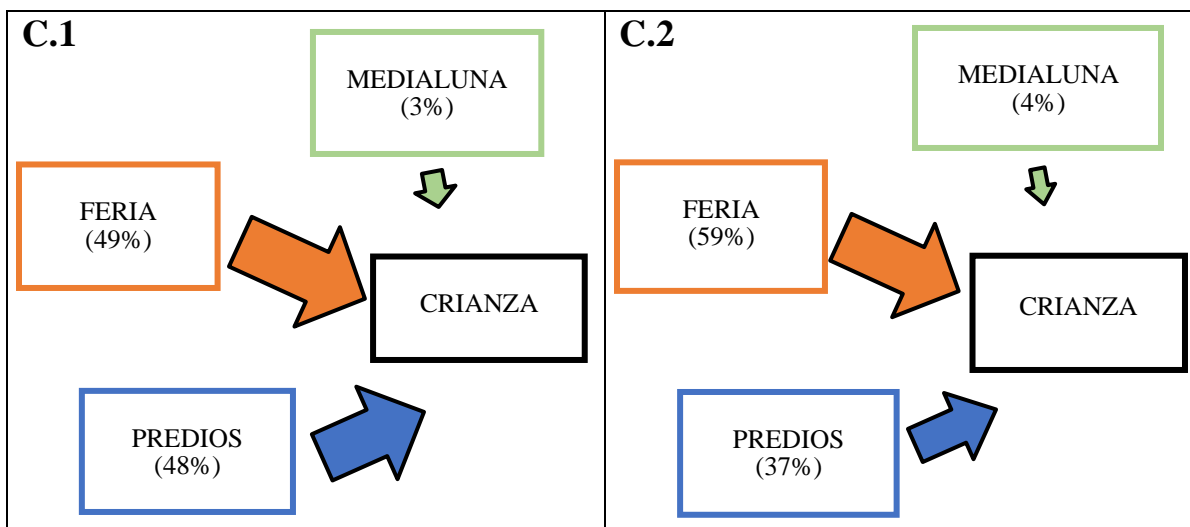 C.1
MEDIALUNA
(3%)
FERIA
(49%)
CRIANZA
PREDIOS
(48%)
C.2
MEDIALUNA
(4%)
FERIA
(59%)
CRIANZA
PREDIOS
(37%)